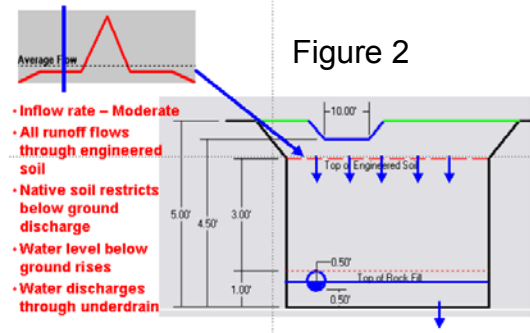 Figure 2
Average Flow
• Inflow rate – Moderate
• All runoff flows
through engineered
soil
• Native soil restricts
below ground
discharge
• Water level below
ground rises
• Water discharges
through underdrain
10.00'
Top of Engineered Soil
5.00'
4.50'
3.00'
1.00'
0.50'
Top of Rock Fill
0.50'